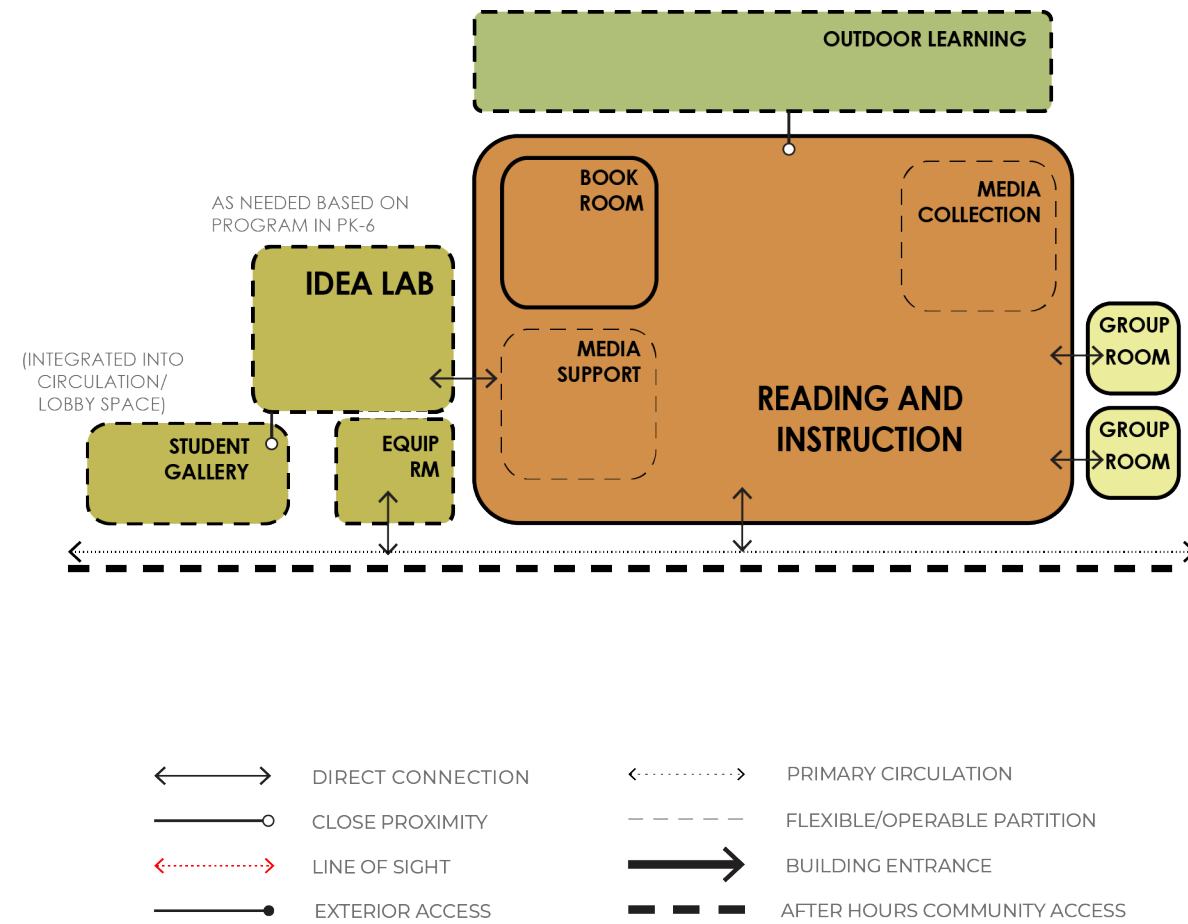 OUTDOOR LEARNING
BOOK
ROOM
MEDIA
COLLECTION
AS NEEDED BASED ON
PROGRAM IN PK-6
IDEA LAB
GROUP
ROOM
(INTEGRATED INTO
CIRCULATION/
LOBBY SPACE)
MEDIA
SUPPORT
READING AND
INSTRUCTION
STUDENT
GALLERY
EQUIP
RM
GROUP
ROOM
DIRECT CONNECTION
CLOSE PROXIMITY
LINE OF SIGHT
EXTERIOR ACCESS
PRIMARY CIRCULATION
FLEXIBLE/OPERABLE PARTITION
BUILDING ENTRANCE
AFTER HOURS COMMUNITY ACCESS